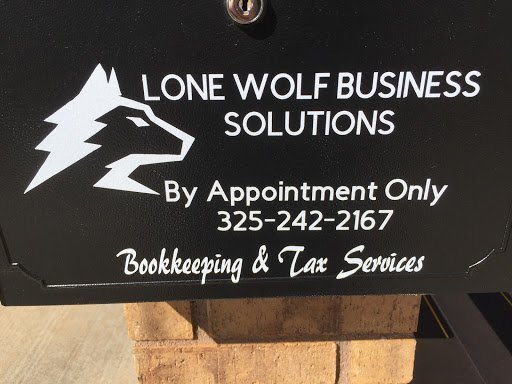 LONE WOLF BUSINESS
SOLUTIONS
By Appointment Only
325-242-2167
Bookkeeping & Tax Services